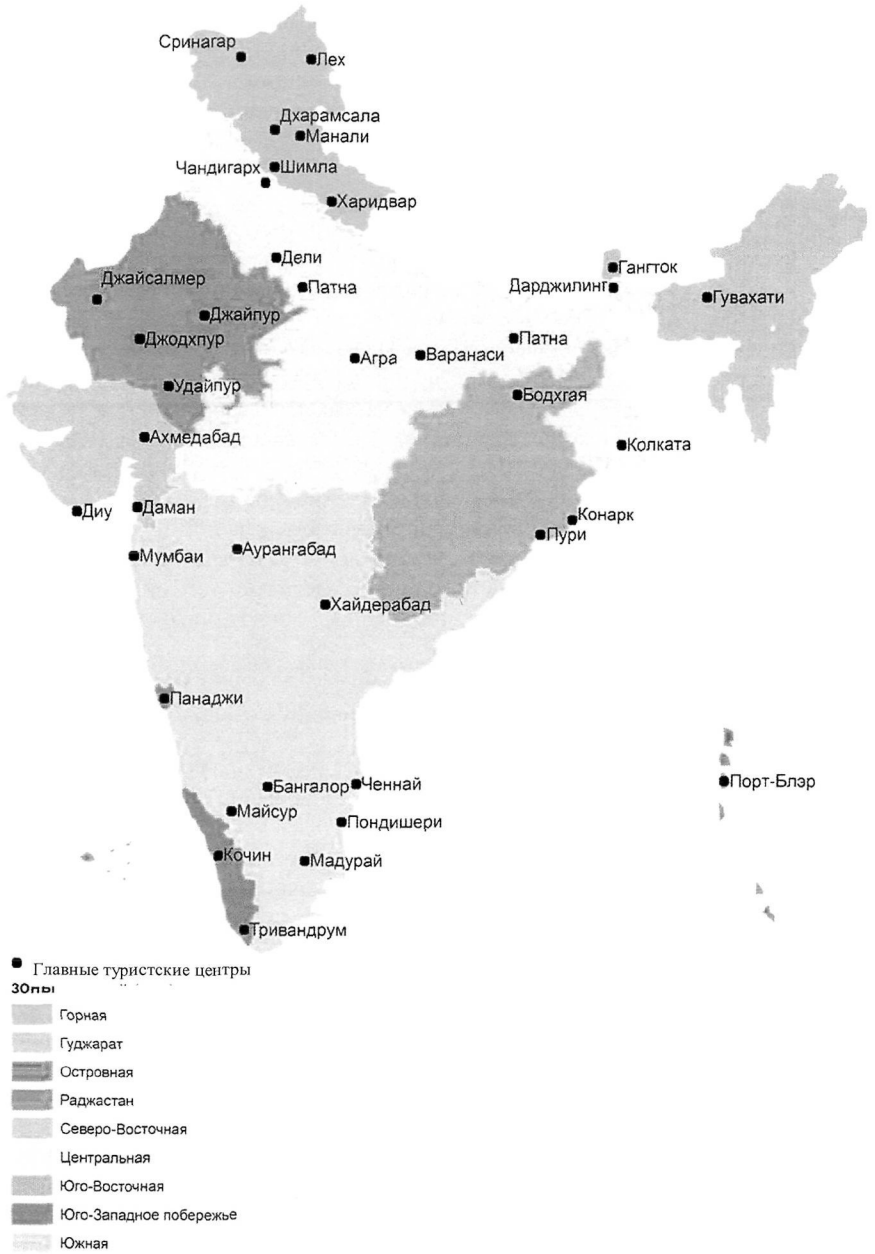 Сринагар
Лех
Дхарамсала
Манали
Чандигарх
Шимла
Харидвар
Дели
Гангток
Джайсалмер
Патна
Дарджилинг
Гувахати
Джайпур
Джодхпур
Агра
Варанаси
Патна
Удайпур
Бодхгая
Ахмедабад
Колката
Диу
Даман
Конарк
Пури
Мумбаи
Аурангабад
Хайдерабад
Панаджи
Порт-Блэр
Бангалор
Ченнай
Майсур
Пондишери
Кочин
Мадурай
Тривандрум
Главные туристские центры
Зоны
Горная
Гуджарат
Островная
Раджастан
Северо-Восточная
Центральная
Юго-Восточная
Юго-Западное побережье
Южная